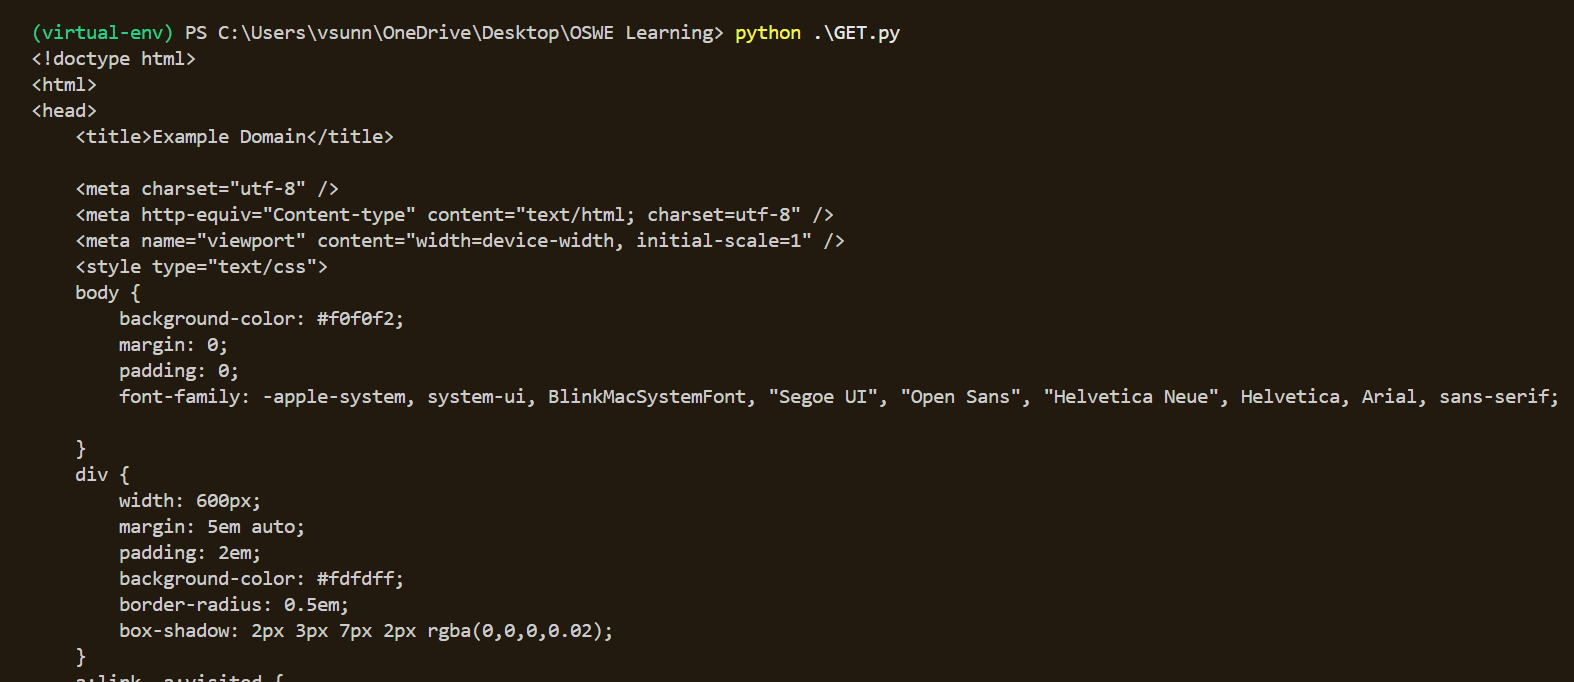 (virtual-env) PS C:\Users\vsunn\OneDrive\Desktop\OSWE Learning> python .\GET.py
<!doctype html>
<html>
<head>
    <title>Example Domain</title>

    <meta charset="utf-8" />
    <meta http-equiv="Content-type" content="text/html; charset=utf-8" />
    <meta name="viewport" content="width=device-width, initial-scale=1" />
    <style type="text/css">
    body {
        background-color: #f0f0f2;
        margin: 0;
        padding: 0;
        font-family: -apple-system, system-ui, BlinkMacSystemFont, "Segoe UI", "Open Sans", "Helvetica Neue", Helvetica, Arial, sans-serif;

    }
    div {
        width: 600px;
        margin: 5em auto;
        padding: 2em;
        background-color: #fdfdff;
        border-radius: 0.5em;
        box-shadow: 2px 3px 7px 2px rgba(0,0,0,0.02);
    }
    a:link, a:visited {